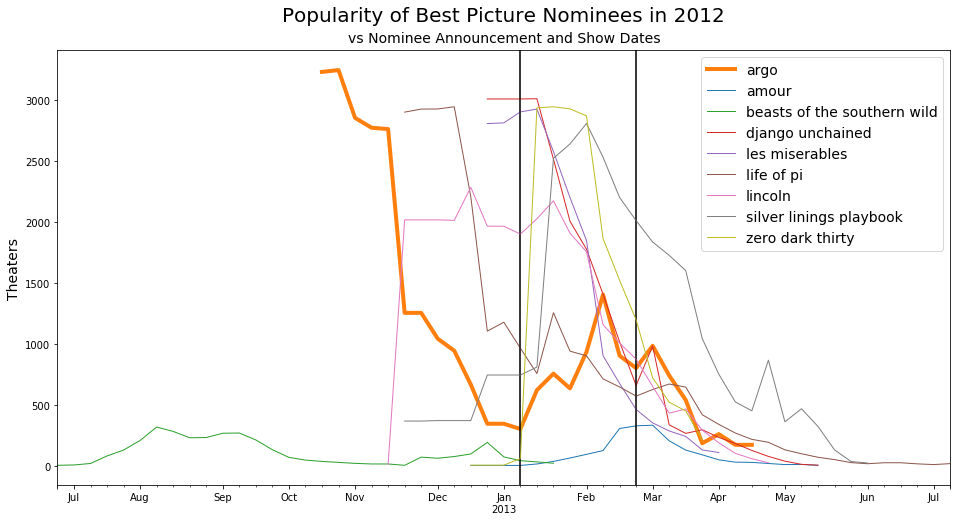 Popularity of Best Picture Nominees in 2012
vs Nominee Announcement and Show Dates
Theaters
3000
2500
2000
1500
1000
500
0
argo
amour
beasts of the southern wild
django unchained
les miserables
life of pi
lincoln
silver linings playbook
zero dark thirty
Jul Aug Sep Oct Nov Dec Jan Feb Mar Apr May Jun Jul
2013